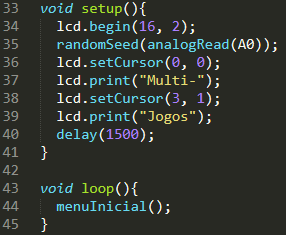 33 void setup(){
34 lcd.begin(16, 2);
35 randomSeed(analogRead(A0));
36 lcd.setCursor(0, 0);
37 lcd.print("Multi-");
38 lcd.setCursor(3, 1);
39 lcd.print("Jogos");
40 delay(1500);
41 }
42
43 void loop(){
44 menuInicial();
45 }